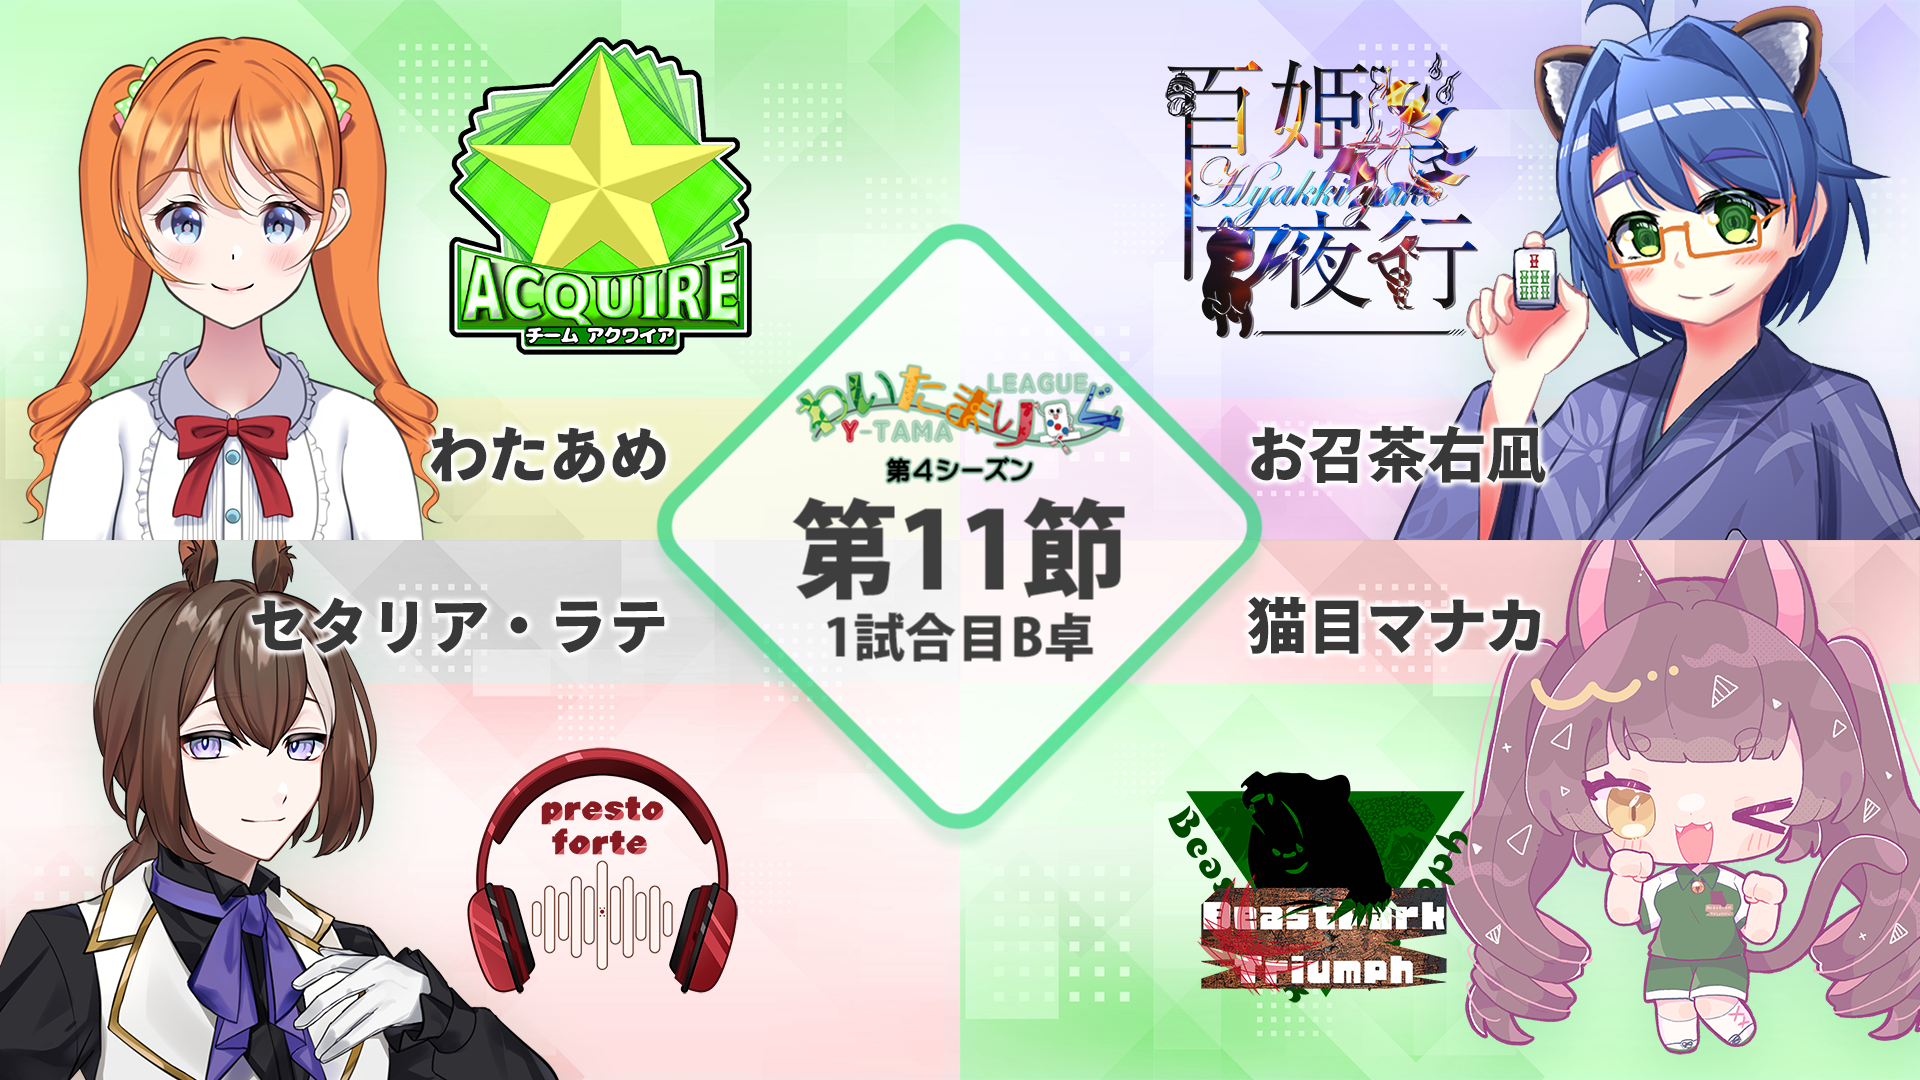 ACQUIRE
チーム アクワイア
わたあめ
百姫
Hyakkiyako
夜行
お召茶右凪
わいたまりーぐ
LEAGUE
Y-TAMA
第4シーズン
第11節
1試合目B卓
セタリア・ラテ
presto
forte
猫目マナカ
Beastwark
Triumph